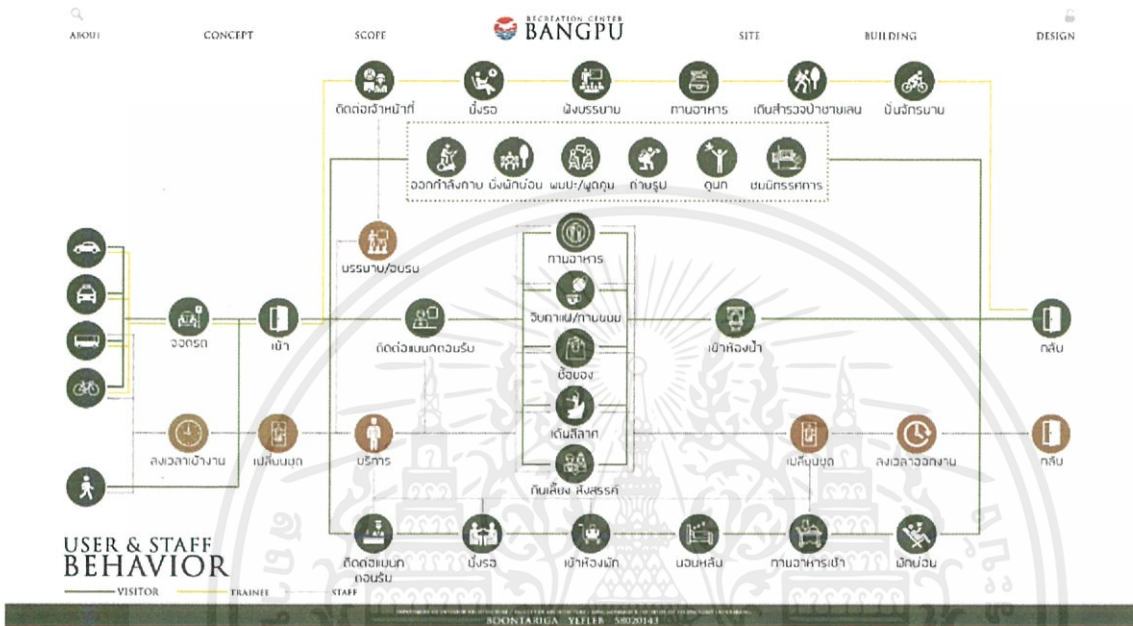 ABOUT
CONCEPT
SCOPE
RECREATION CENTER
BANGPU
SITE
BUILDING
DESIGN
ติดต่อเจ้าหน้าที่
นั่งรอ
ฟังบรรยาย
ทานอาหาร
เดินสำรวจป่าชายเลน
ปั่นจักรยาน
ออกกำลังกาย
นั่งพักผ่อน
พบปะ/พูดคุย
ถ่ายรูป
ดูนก
ชมนิทรรศการ
บรรยาย/อบรม
ทานอาหาร
จิบกาแฟ/ทานขนม
จอดรถ
เข้า
ติดต่อแผนกต้อนรับ
เข้าห้องน้ำ
กลับ
ซื้อของ
เต้นลีลาศ
ลงเวลาเข้างาน
เปลี่ยนชุด
บริการ
เปลี่ยนชุด
ลงเวลาออกงาน
กลับ
กินเลี้ยง สังสรรค์
ติดต่อแผนก
ต้อนรับ
นั่งรอ
เข้าห้องพัก
นอนหลับ
ทานอาหารเช้า
พักผ่อน
USER & STAFF
BEHAVIOR
VISITOR
TRAINEE
STAFF
BOONTARIGA YLELEB 58020143